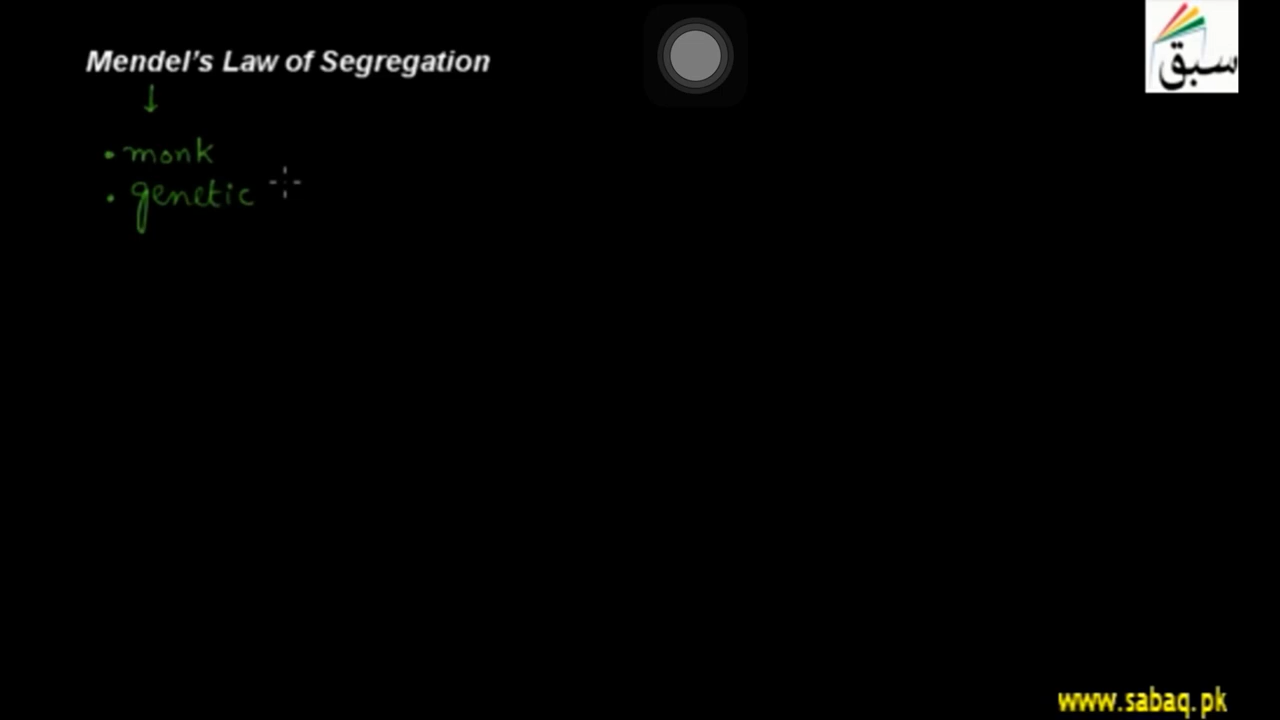 Mendel's Law of Segregation
سبق
• monk
• genetic
www.sabaq.pk